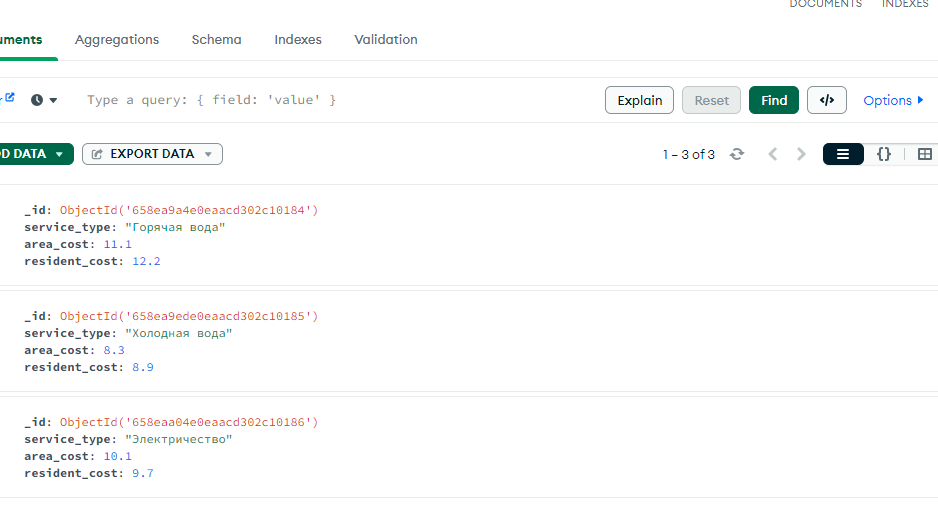 DOCUMENTS INDEXES
Aggregations Schema Indexes Validation
Type a query: { field: 'value' } Explain Reset Find </> Options
DATA EXPORT DATA 1 – 3 of 3 {}
_id: ObjectId('658ea9a4e0eaacd302c10184')
service_type: "Горячая вода"
area_cost: 11.1
resident_cost: 12.2
_id: ObjectId('658ea9ede0eaacd302c10185')
service_type: "Холодная вода"
area_cost: 8.3
resident_cost: 8.9
_id: ObjectId('658eaa04e0eaacd302c10186')
service_type: "Электричество"
area_cost: 10.1
resident_cost: 9.7